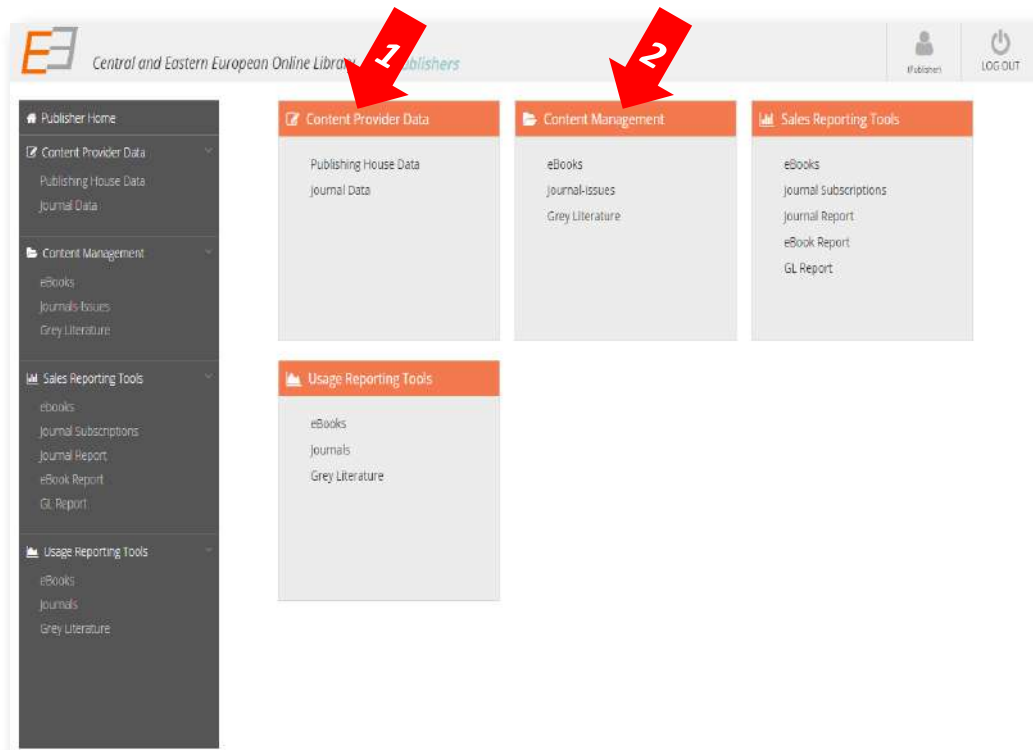 Central and Eastern European Online Library
1
2
(Publisher)
LOG OUT
Publisher Home
Content Provider Data
Publishing House Data
Journal Data
Content Management
eBooks
Journals-Issues
Grey Literature
Sales Reporting Tools
ebooks
Journal Subscriptions
Journal Report
eBook Report
GL Report
Usage Reporting Tools
eBooks
Journals
Grey Literature
Content Provider Data
Publishing House Data
Journal Data
Content Management
eBooks
Journal-issues
Grey Literature
Sales Reporting Tools
eBooks
Journal Subscriptions
Journal Report
eBook Report
GL Report
Usage Reporting Tools
eBooks
Journals
Grey Literature